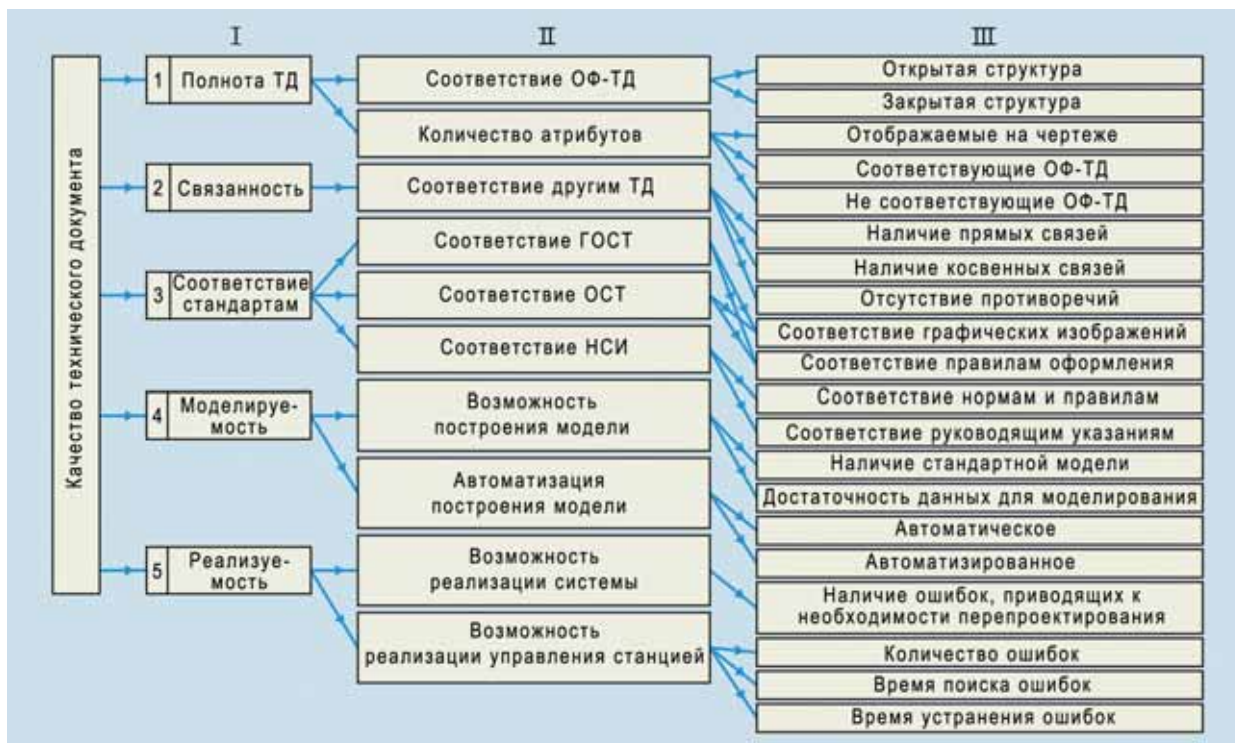 I
II
III
Качество технического документа
1 Полнота ТД
2 Связанность
3 Соответствие
стандартам
4 Моделируе-
мость
5 Реализуе-
мость
Соответствие ОФ-ТД
Количество атрибутов
Соответствие другим ТД
Соответствие ГОСТ
Соответствие ОСТ
Соответствие НСИ
Возможность
построения модели
Автоматизация
построения модели
Возможность
реализации системы
Возможность
реализации управления станцией
Открытая структура
Закрытая структура
Отображаемые на чертеже
Соответствующие ОФ-ТД
Не соответствующие ОФ-ТД
Наличие прямых связей
Наличие косвенных связей
Отсутствие противоречий
Соответствие графических изображений
Соответствие правилам оформления
Соответствие нормам и правилам
Соответствие руководящим указаниям
Наличие стандартной модели
Достаточность данных для моделирования
Автоматическое
Автоматизированное
Наличие ошибок, приводящих к
необходимости перепроектирования
Количество ошибок
Время поиска ошибок
Время устранения ошибок